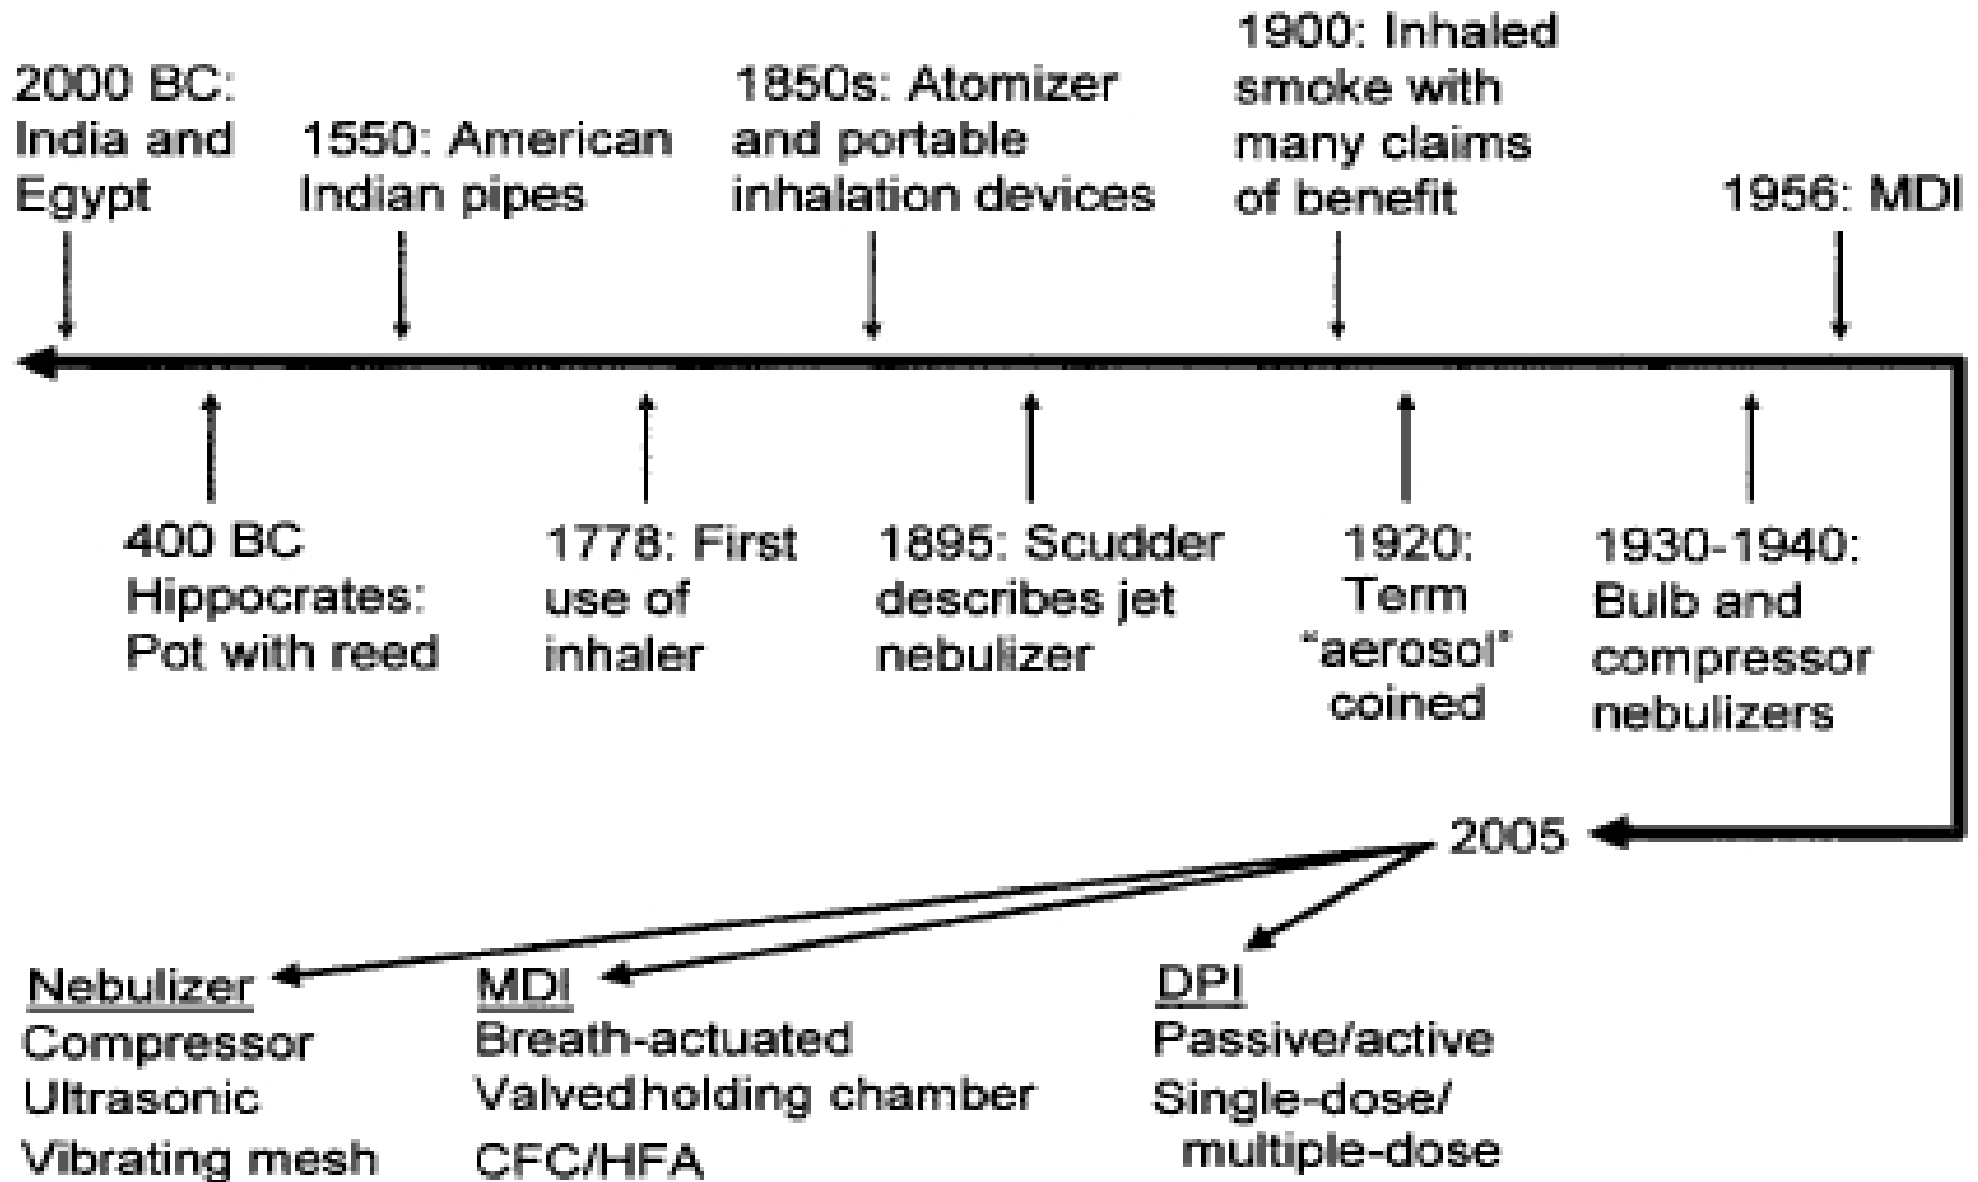 2000 BC:
India and
Egypt
1550: American
Indian pipes
1850s: Atomizer
and portable
inhalation devices
1900: Inhaled
smoke with
many claims
of benefit
1956: MDI
400 BC
Hippocrates:
Pot with reed
1778: First
use of
inhaler
1895: Scudder
describes jet
nebulizer
1920:
Term
"aerosol"
coined
1930-1940:
Bulb and
compressor
nebulizers
2005
Nebulizer
Compressor
Ultrasonic
Vibrating mesh
MDI
Breath-actuated
Valved holding chamber
CFC/HFA
DPI
Passive/active
Single-dose/
multiple-dose